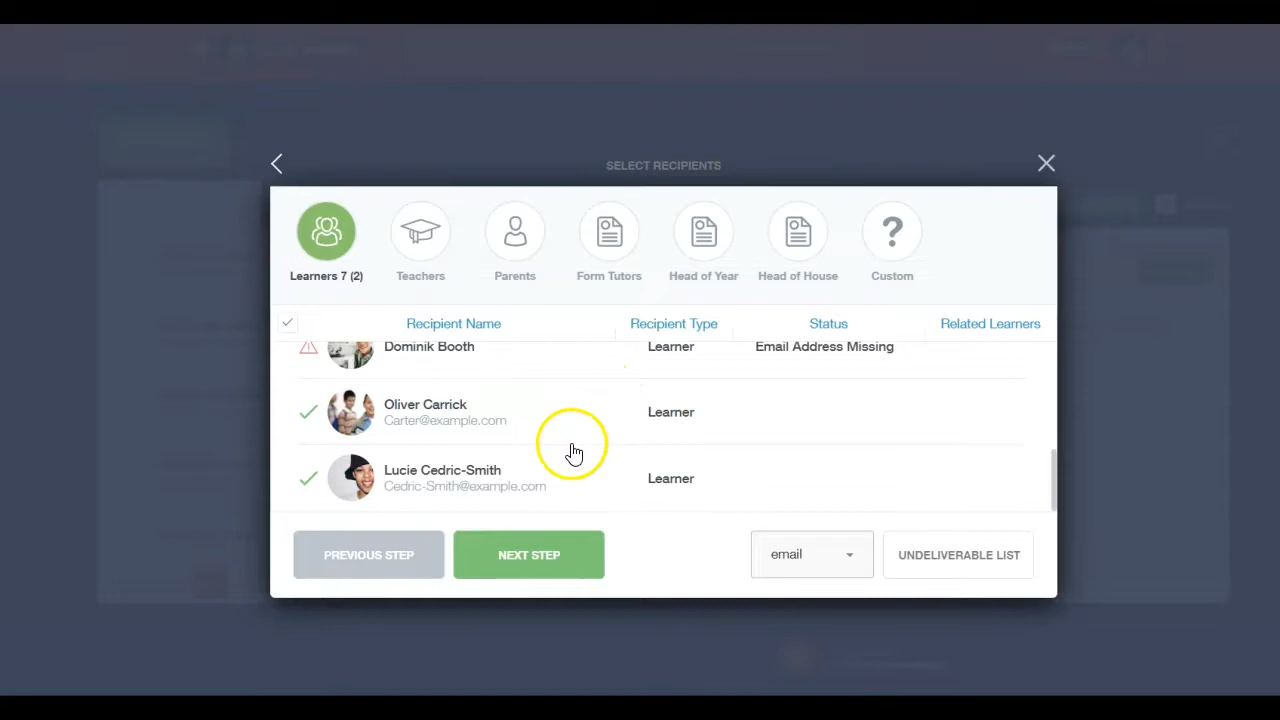 SELECT RECIPIENTS
Learners 7 (2)
Teachers
Parents
Form Tutors
Head of Year
Head of House
Custom
Recipient Name
Recipient Type
Status
Related Learners
Dominik Booth
Learner
Email Address Missing
Oliver Carrick
Carter@example.com
Learner
Lucie Cedric-Smith
Cedric-Smith@example.com
Learner
PREVIOUS STEP
NEXT STEP
email
UNDELIVERABLE LIST